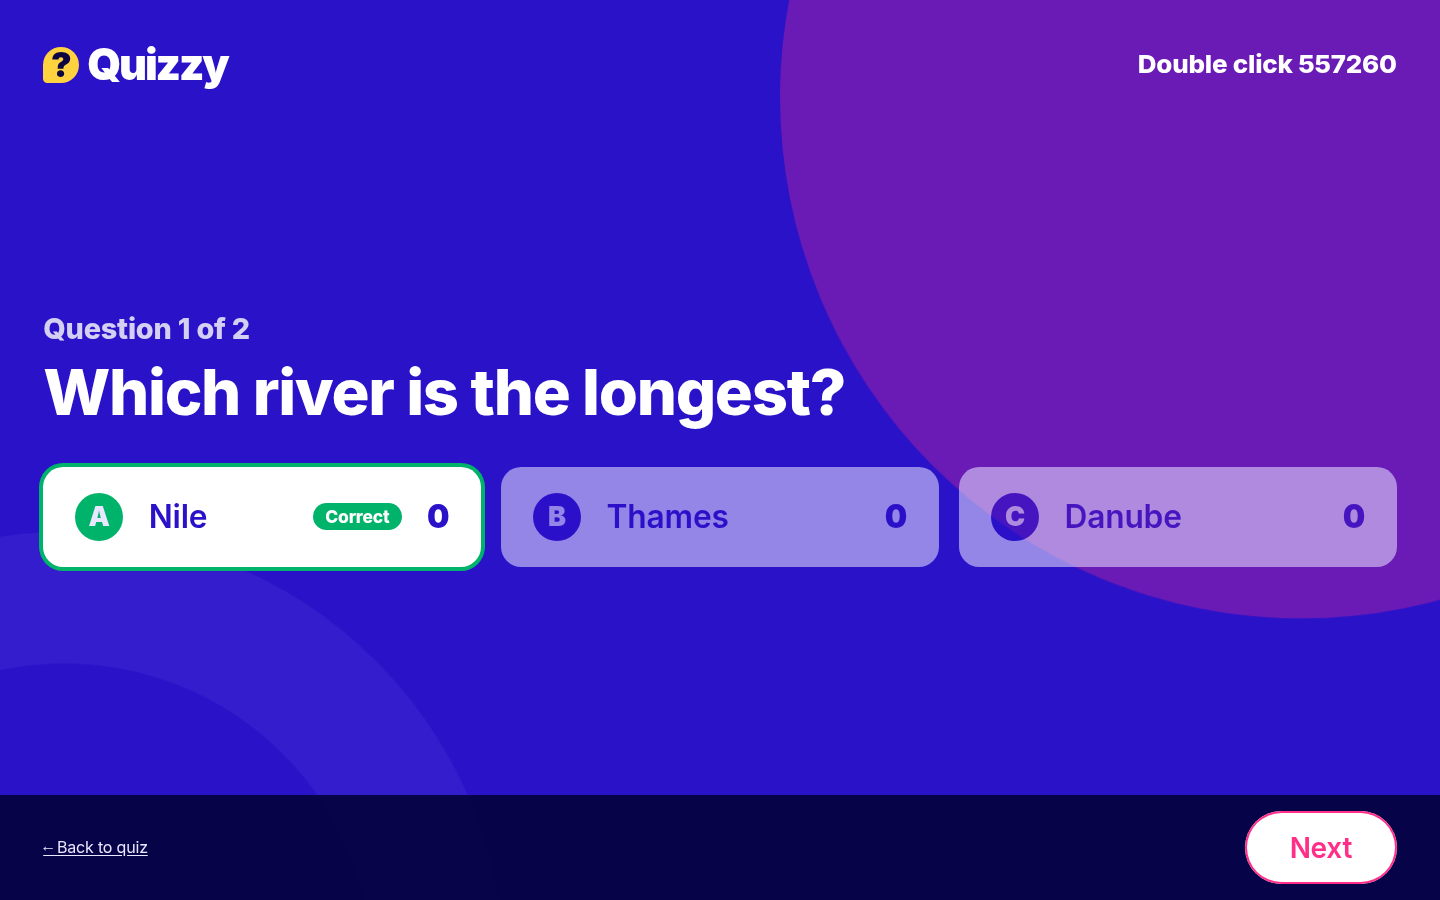 ? Quizzy
Double click 557260
Question 1 of 2
Which river is the longest?
A Nile Correct 0
B Thames 0
C Danube 0
←Back to quiz
Next